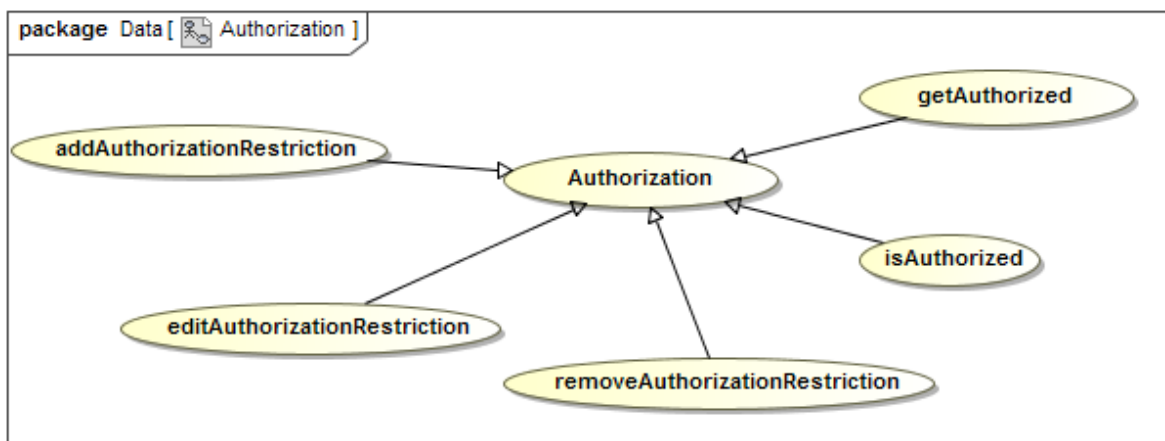 package Data [ Authorization ]
getAuthorized
addAuthorizationRestriction
Authorization
isAuthorized
editAuthorizationRestriction
removeAuthorizationRestriction